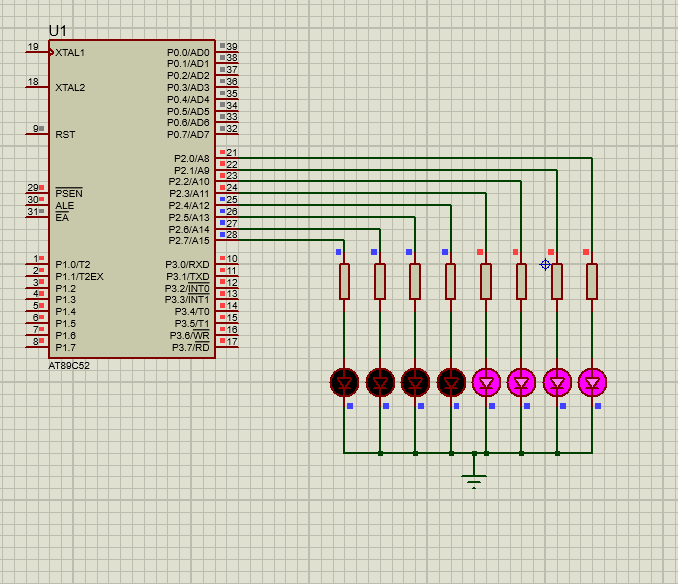 U1
19 XTAL1 P0.0/AD0 39
P0.1/AD1 38
P0.2/AD2 37
18 XTAL2 P0.3/AD3 36
P0.4/AD4 35
P0.5/AD5 34
P0.6/AD6 33
9 RST P0.7/AD7 32
P2.0/A8 21
P2.1/A9 22
P2.2/A10 23
29 PSEN P2.3/A11 24
30 ALE P2.4/A12 25
31 EA P2.5/A13 26
P2.6/A14 27
P2.7/A15 28
1 P1.0/T2 P3.0/RXD 10
2 P1.1/T2EX P3.1/TXD 11
3 P1.2 P3.2/INT0 12
4 P1.3 P3.3/INT1 13
5 P1.4 P3.4/T0 14
6 P1.5 P3.5/T1 15
7 P1.6 P3.6/WR 16
8 P1.7 P3.7/RD 17
AT89C52